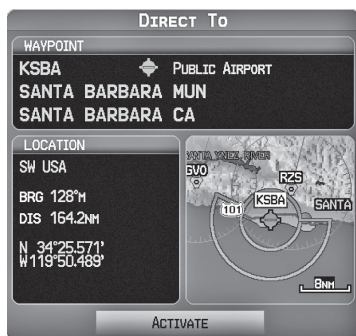 DIRECT TO
WAYPOINT
KSBA PUBLIC AIRPORT
SANTA BARBARA MUN
SANTA BARBARA CA
LOCATION
SW USA
BRG 128°M
DIS 164.2NM
N 34°25.571'
W119°50.489'
SANTA YNEZ RIVER
GVO
RZS
KSBA
101
SANTA
8NM
ACTIVATE